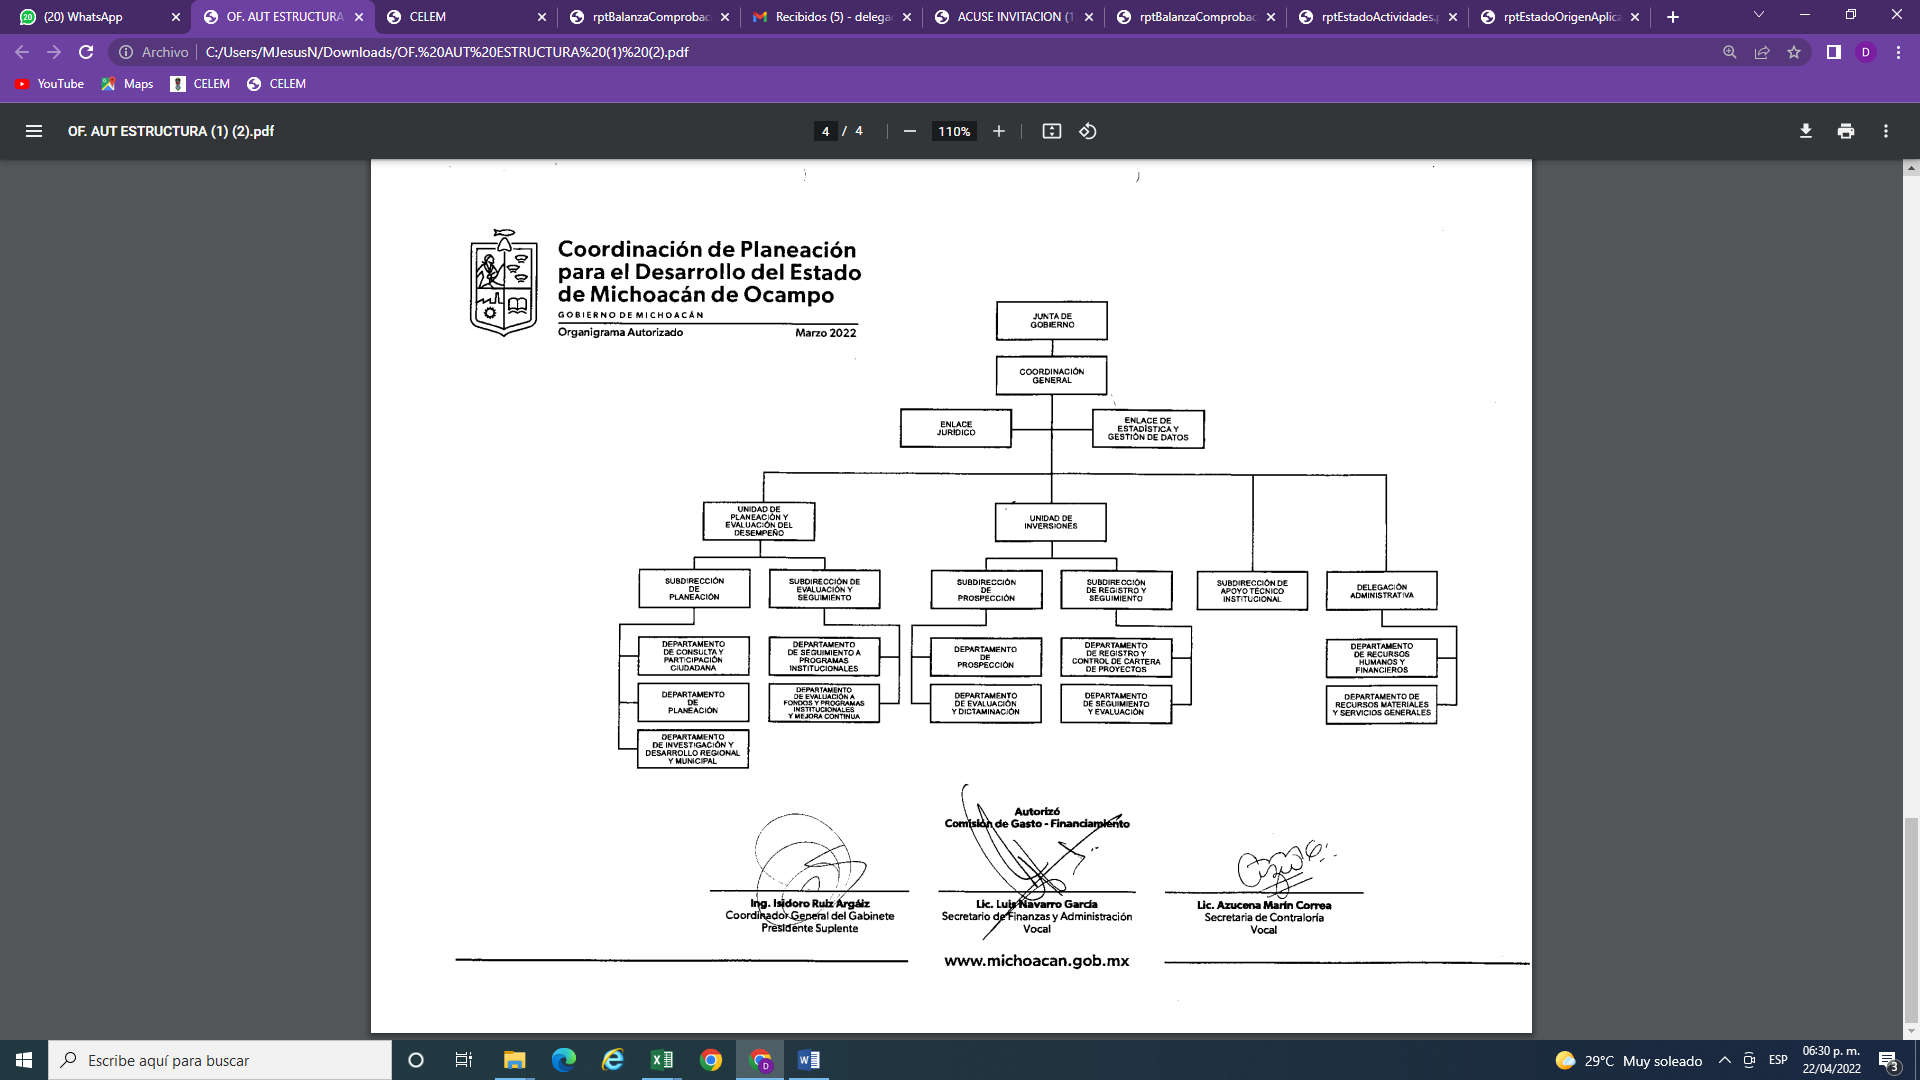 (20) WhatsApp
OF. AUT ESTRUCTURA
CELEM
rptBalanzaComprobac
Recibidos (5) - delega
ACUSE INVITACION (1
rptBalanzaComprobac
rptEstadoActividades.p
rptEstadoOrigenAplica
Archivo
C:/Users/MJesusN/Downloads/OF.%20AUT%20ESTRUCTURA%20(1)%20(2).pdf
D
YouTube
Maps
CELEM
CELEM
OF. AUT ESTRUCTURA (1) (2).pdf
4 / 4
110%
Coordinación de Planeación
para el Desarrollo del Estado
de Michoacán de Ocampo
GOBIERNO DE MICHOACÁN
Organigrama Autorizado Marzo 2022
JUNTA DE
GOBIERNO
COORDINACIÓN
GENERAL
ENLACE
JURÍDICO
ENLACE DE
ESTADÍSTICA Y
GESTIÓN DE DATOS
UNIDAD DE
PLANEACIÓN Y
EVALUACIÓN DEL
DESEMPEÑO
UNIDAD DE
INVERSIONES
SUBDIRECCIÓN
DE
PLANEACIÓN
SUBDIRECCIÓN DE
EVALUACIÓN Y
SEGUIMIENTO
SUBDIRECCIÓN
DE
PROSPECCIÓN
SUBDIRECCIÓN
DE REGISTRO Y
SEGUIMIENTO
SUBDIRECCIÓN DE
APOYO TÉCNICO
INSTITUCIONAL
DELEGACIÓN
ADMINISTRATIVA
DEPARTAMENTO
DE CONSULTA Y
PARTICIPACIÓN
CIUDADANA
DEPARTAMENTO
DE SEGUIMIENTO A
PROGRAMAS
INSTITUCIONALES
DEPARTAMENTO
DE
PROSPECCIÓN
DEPARTAMENTO
DE REGISTRO Y
CONTROL DE CARTERA
DE PROYECTOS
DEPARTAMENTO
DE RECURSOS
HUMANOS Y
FINANCIEROS
DEPARTAMENTO
DE
PLANEACIÓN
DEPARTAMENTO
DE EVALUACIÓN A
FONDOS Y PROGRAMAS
INSTITUCIONALES
Y MEJORA CONTINUA
DEPARTAMENTO
DE EVALUACIÓN
Y DICTAMINACIÓN
DEPARTAMENTO
DE SEGUIMIENTO
Y EVALUACIÓN
DEPARTAMENTO DE
RECURSOS MATERIALES
Y SERVICIOS GENERALES
DEPARTAMENTO
DE INVESTIGACIÓN Y
DESARROLLO REGIONAL
Y MUNICIPAL
Autorizó
Comisión de Gasto - Financiamiento
Ing. Isidoro Ruiz Argáiz
Coordinador General del Gabinete
Presidente Suplente
Lic. Luis Navarro García
Secretario de Finanzas y Administración
Vocal
Lic. Azucena Marín Correa
Secretaria de Contraloría
Vocal
www.michoacan.gob.mx
Escribe aquí para buscar
29°C Muy soleado
ESP
06:30 p. m.
22/04/2022
3